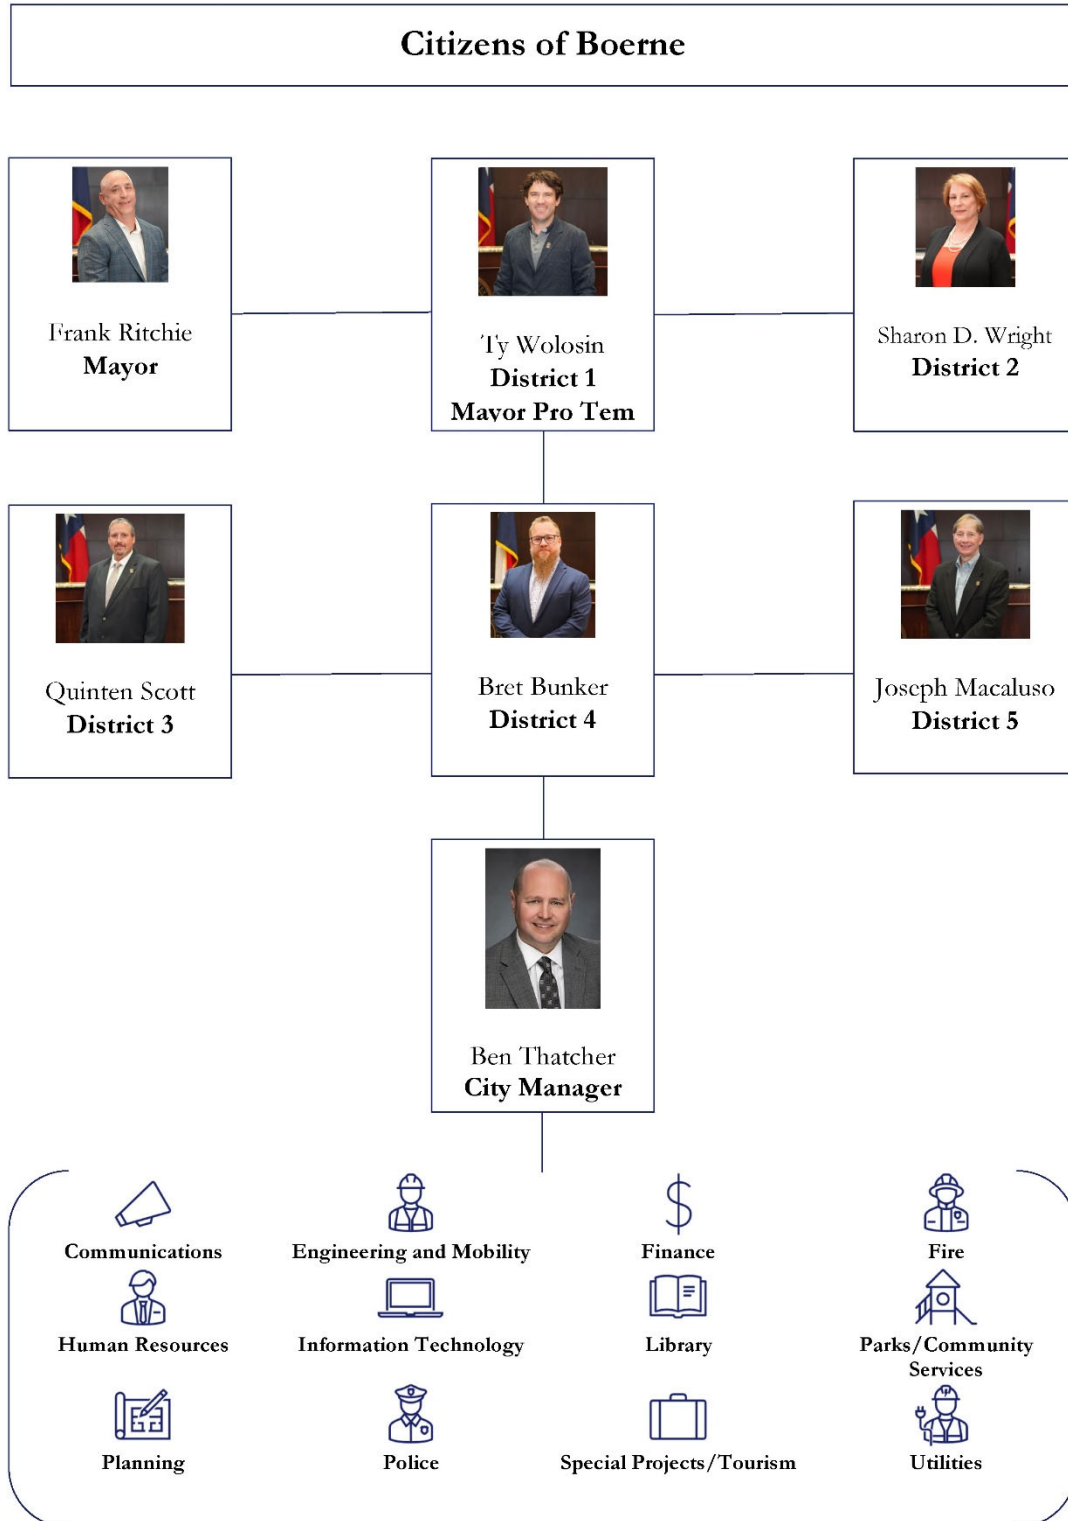 Citizens of Boerne
Frank Ritchie
Mayor
Ty Wolosin
District 1
Mayor Pro Tem
Sharon D. Wright
District 2
Quinten Scott
District 3
Bret Bunker
District 4
Joseph Macaluso
District 5
Ben Thatcher
City Manager
Communications
Engineering and Mobility
Finance
Fire
Human Resources
Information Technology
Library
Parks/Community
Services
Planning
Police
Special Projects/Tourism
Utilities